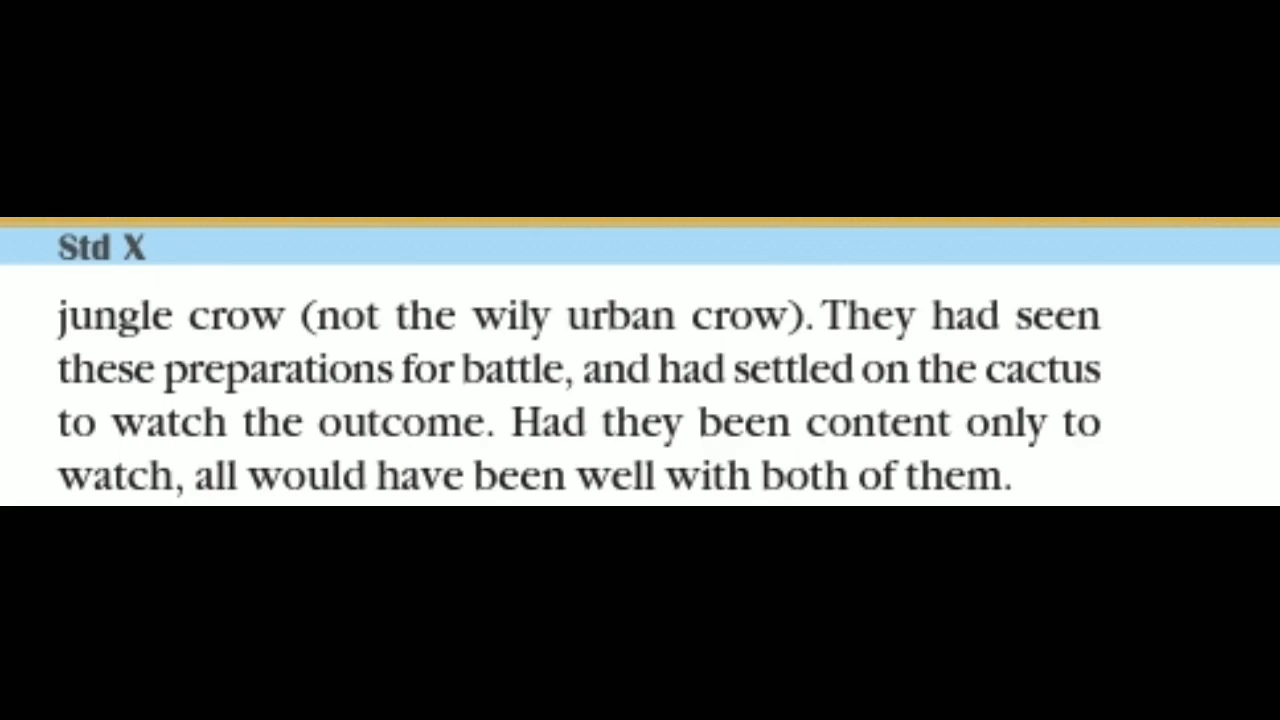 Std X
jungle crow (not the wily urban crow). They had seen
these preparations for battle, and had settled on the cactus
to watch the outcome. Had they been content only to
watch, all would have been well with both of them.